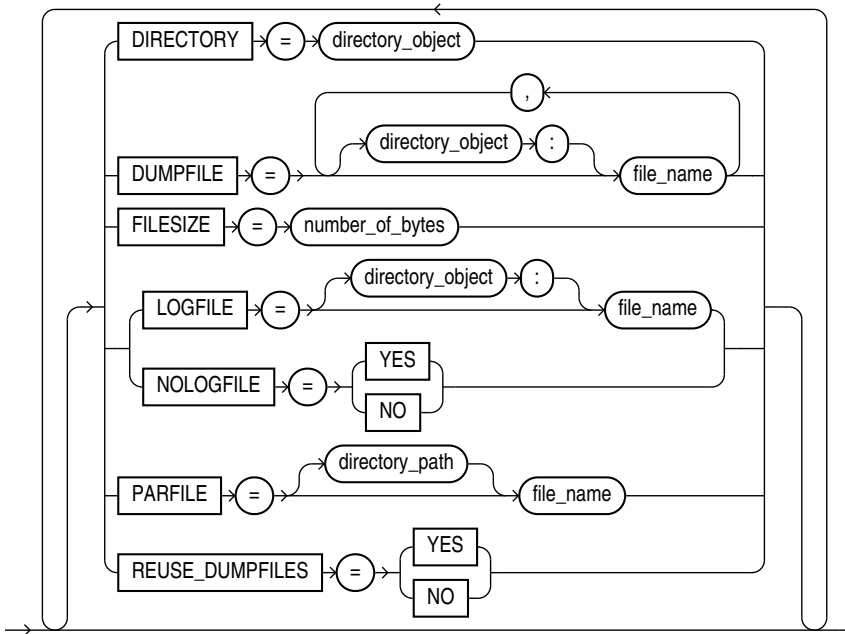 DIRECTORY = directory_object
,
directory_object :
DUMPFILE = file_name
FILESIZE = number_of_bytes
directory_object :
LOGFILE = file_name
YES
NOLOGFILE =
NO
directory_path
PARFILE = file_name
YES
REUSE_DUMPFILES =
NO